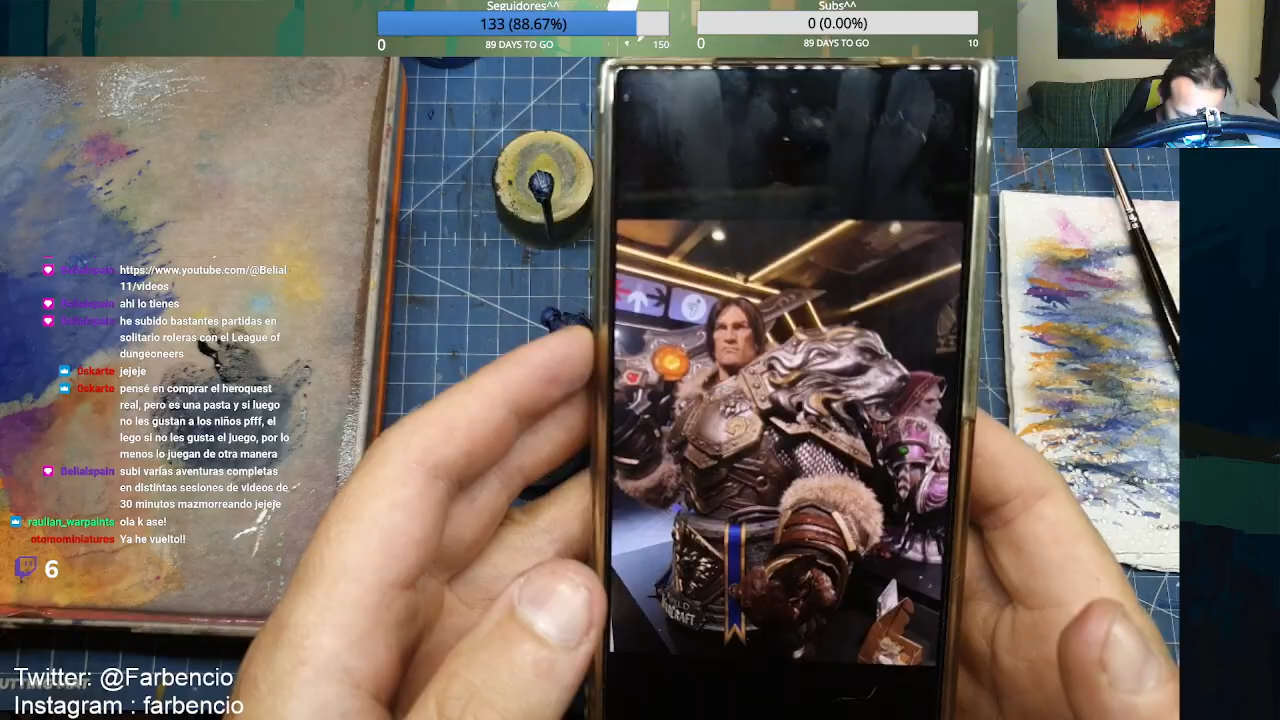 Seguidores^^
133 (88.67%)
0
89 DAYS TO GO
150
Subs^^
0 (0.00%)
0
89 DAYS TO GO
10
https://www.youtube.com/@Belial
11/videos
ahí lo tienes
he subido bastantes partidas en
solitario roleras con el League of
dungeoneers
0skarte jejeje
0skarte pensé en comprar el heroquest
real, pero es una pasta y si luego
no les gustan a los niños pfff, el
lego si no les gusta el juego, por lo
menos lo juegan de otra manera
Belialspain subi varías aventuras completas
en distintas sesiones de videos de
30 minutos mazmorreando jejeje
raulian_warpaints ola k ase!
otomominiatures Ya he vuelto!!
6
Twitter: @Farbencio
Instagram : farbencio